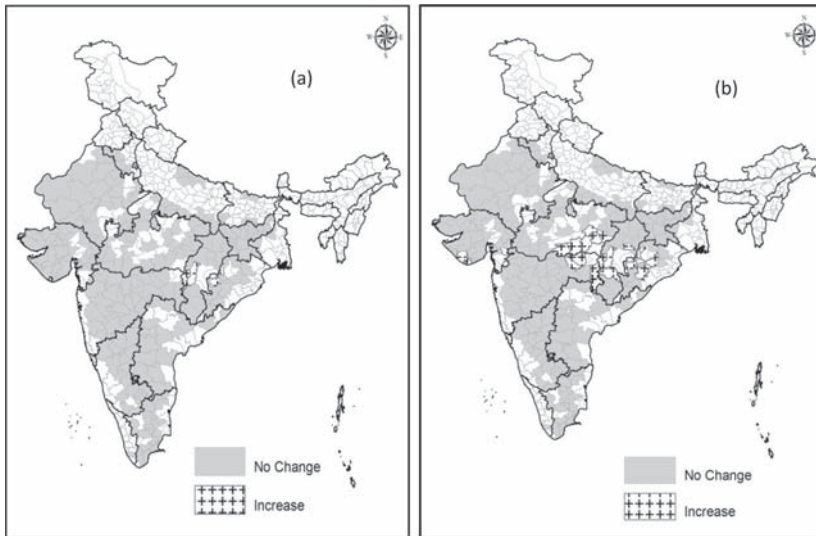 (a)
N
W E
S
No Change
Increase
(b)
N
W E
S
No Change
Increase